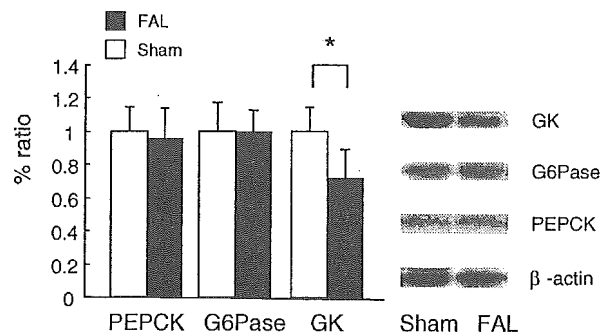 FAL
Sham
*
1.4
1.2
1
0.8
0.6
0.4
0.2
0
% ratio
PEPCK G6Pase GK
GK
G6Pase
PEPCK
β -actin
Sham FAL